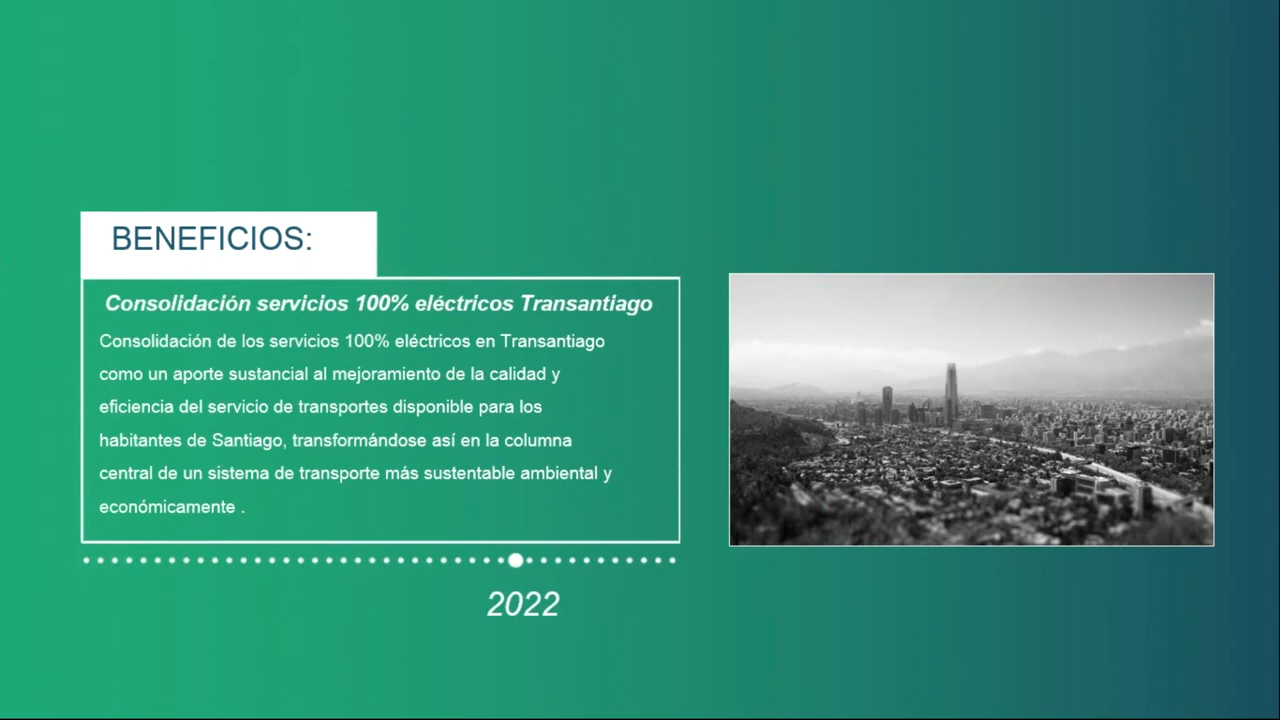 BENEFICIOS:
Consolidación servicios 100% eléctricos Transantiago
Consolidación de los servicios 100% eléctricos en Transantiago
como un aporte sustancial al mejoramiento de la calidad y
eficiencia del servicio de transportes disponible para los
habitantes de Santiago, transformándose así en la columna
central de un sistema de transporte más sustentable ambiental y
económicamente .
2022